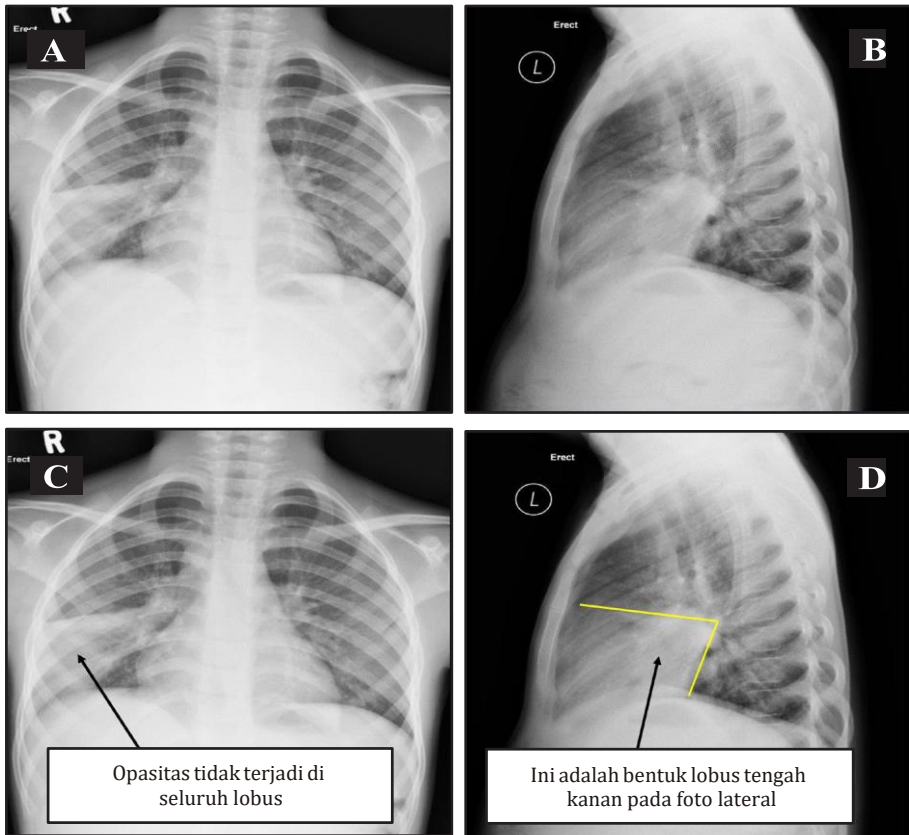 R
Erect
A
Erect
L
B
R
Erect
C
Opasitas tidak terjadi di
seluruh lobus
Erect
L
D
Ini adalah bentuk lobus tengah
kanan pada foto lateral